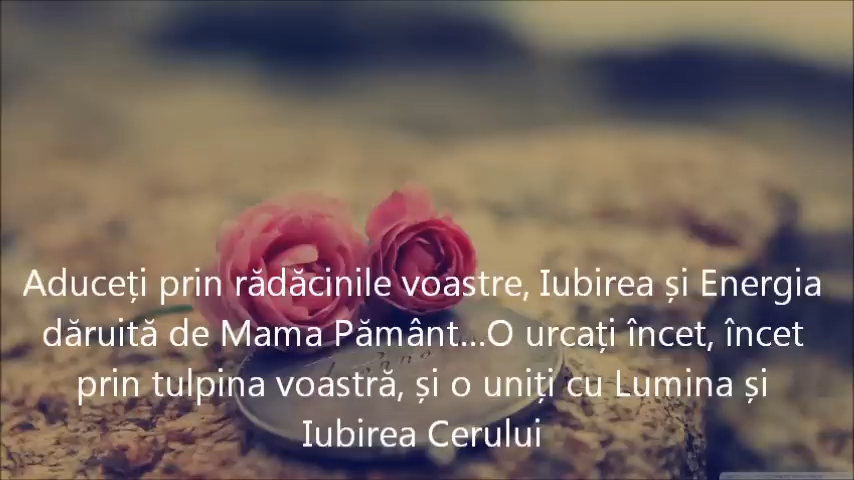 Aduceți prin rădăcinile voastre, Iubirea și Energia
dăruită de Mama Pământ...O urcați încet, încet
prin tulpina voastră, și o uniți cu Lumina și
Iubirea Cerului